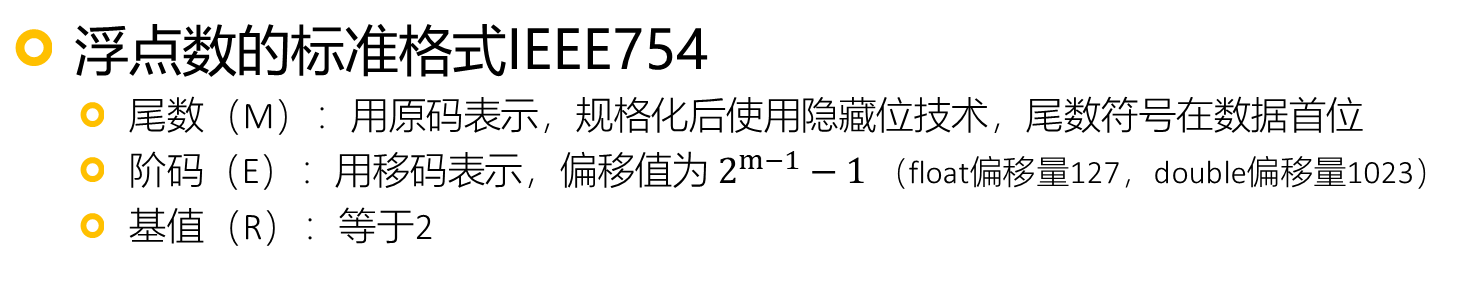 浮点数的标准格式IEEE754
尾数（M）：用原码表示，规格化后使用隐藏位技术，尾数符号在数据首位
阶码（E）：用移码表示，偏移值为 2^{m−1} − 1 （float偏移量127，double偏移量1023）
基值（R）：等于2